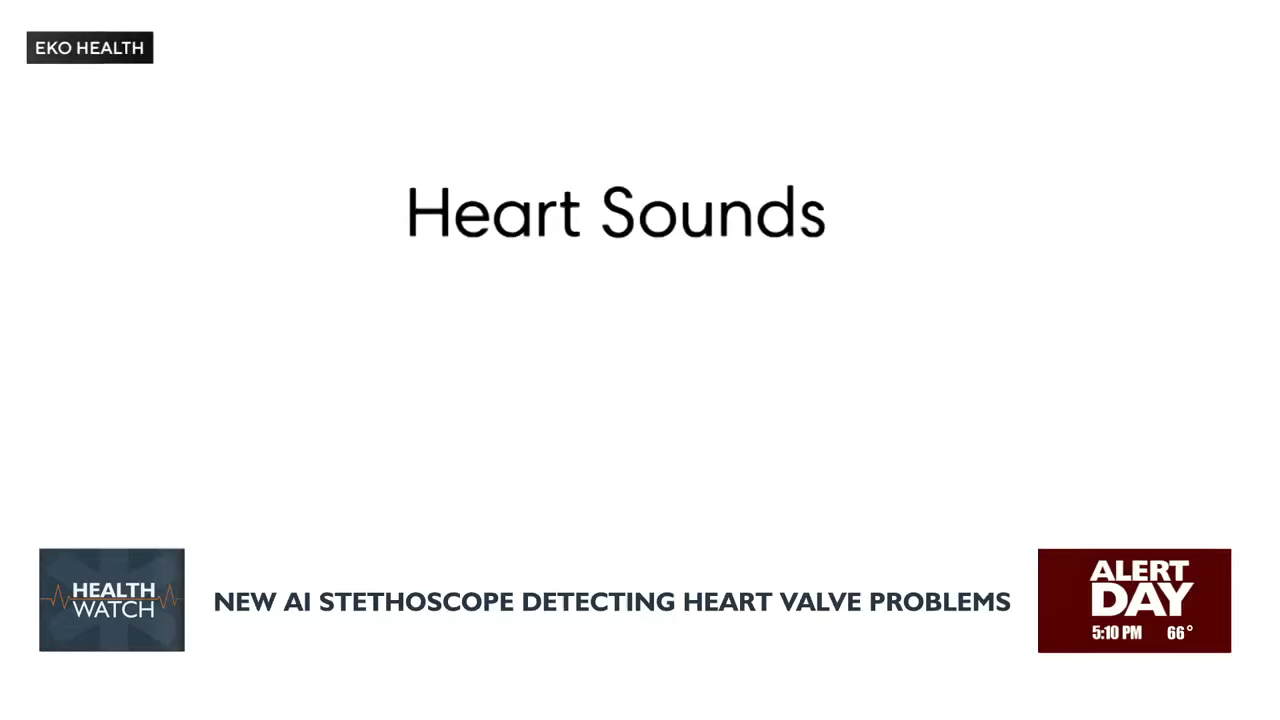 EKO HEALTH
Heart Sounds
HEALTH
WATCH
NEW AI STETHOSCOPE DETECTING HEART VALVE PROBLEMS
ALERT
DAY
5:10 PM 66°